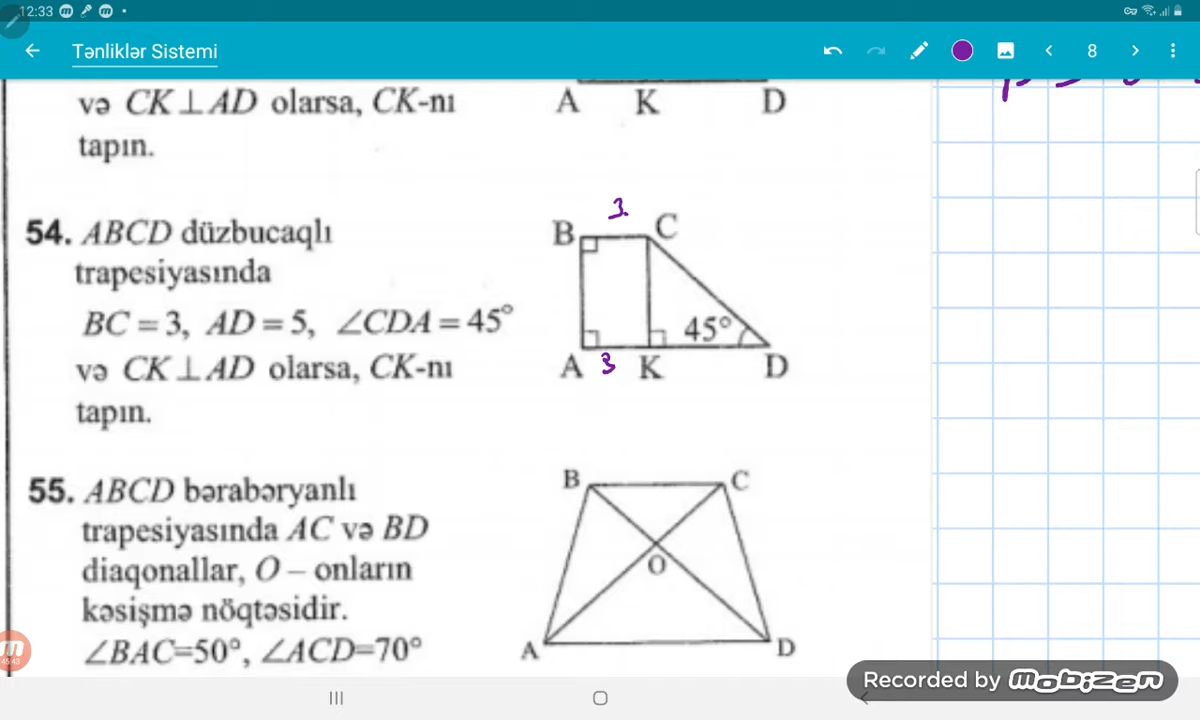 12:33
Tənliklər Sistemi
8
və CK⊥AD olarsa, CK-nı
tapın.
A K D
54. ABCD düzbucaqlı
trapesiyasında
BC = 3, AD = 5, ∠CDA = 45°
və CK⊥AD olarsa, CK-nı
tapın.
3
B C
45°
A 3 K D
55. ABCD bərabəryanlı
trapesiyasında AC və BD
diaqonallar, O – onların
kəsişmə nöqtəsidir.
∠BAC=50°, ∠ACD=70°
B C
O
A D
45:43
Recorded by mobizen